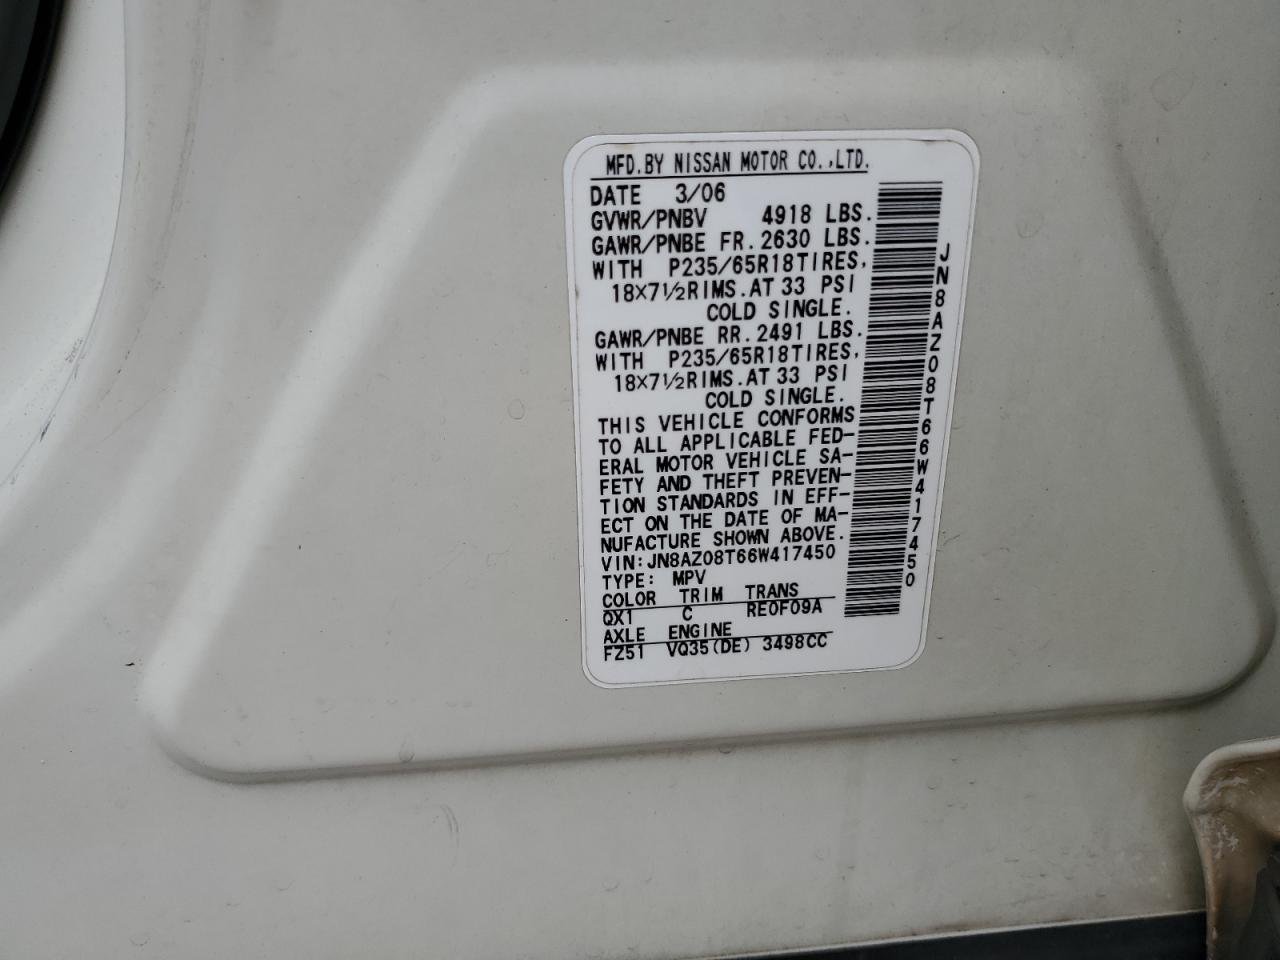 MFD.BY NISSAN MOTOR CO.,LTD.
DATE 3/06
GVWR/PNBV 4918 LBS.
GAWR/PNBE FR. 2630 LBS.
WITH P235/65R18TIRES,
18×7½RIMS.AT 33 PSI
COLD SINGLE.
GAWR/PNBE RR. 2491 LBS.
WITH P235/65R18TIRES,
18×7½RIMS.AT 33 PSI
COLD SINGLE.
THIS VEHICLE CONFORMS
TO ALL APPLICABLE FED-
ERAL MOTOR VEHICLE SA-
FETY AND THEFT PREVEN-
TION STANDARDS IN EFF-
ECT ON THE DATE OF MA-
NUFACTURE SHOWN ABOVE.
VIN:JN8AZ08T66W417450
TYPE: MPV
COLOR TRIM TRANS
QX1 C RE0F09A
AXLE ENGINE
FZ51 VQ35(DE) 3498CC
JN8AZ08T66W417450